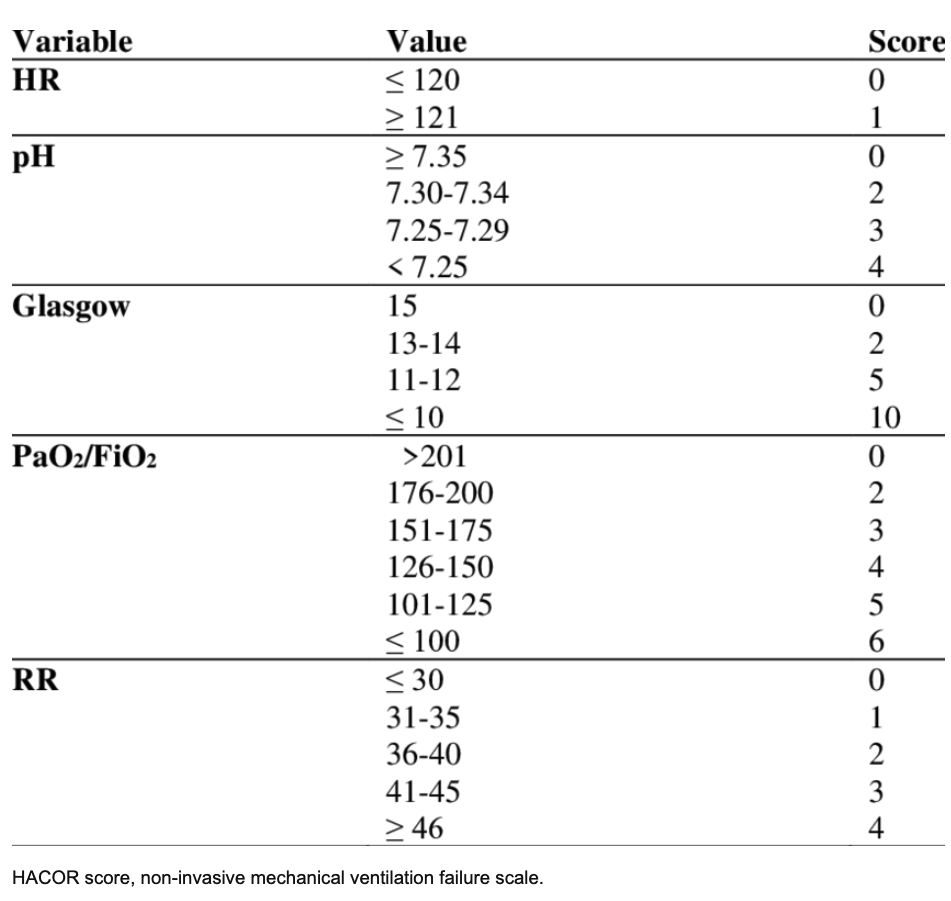 Variable Value Score
HR ≤ 120 0
≥ 121 1
pH ≥ 7.35 0
7.30-7.34 2
7.25-7.29 3
< 7.25 4
Glasgow 15 0
13-14 2
11-12 5
≤ 10 10
PaO₂/FiO₂ >201 0
176-200 2
151-175 3
126-150 4
101-125 5
≤ 100 6
RR ≤ 30 0
31-35 1
36-40 2
41-45 3
≥ 46 4
HACOR score, non-invasive mechanical ventilation failure scale.